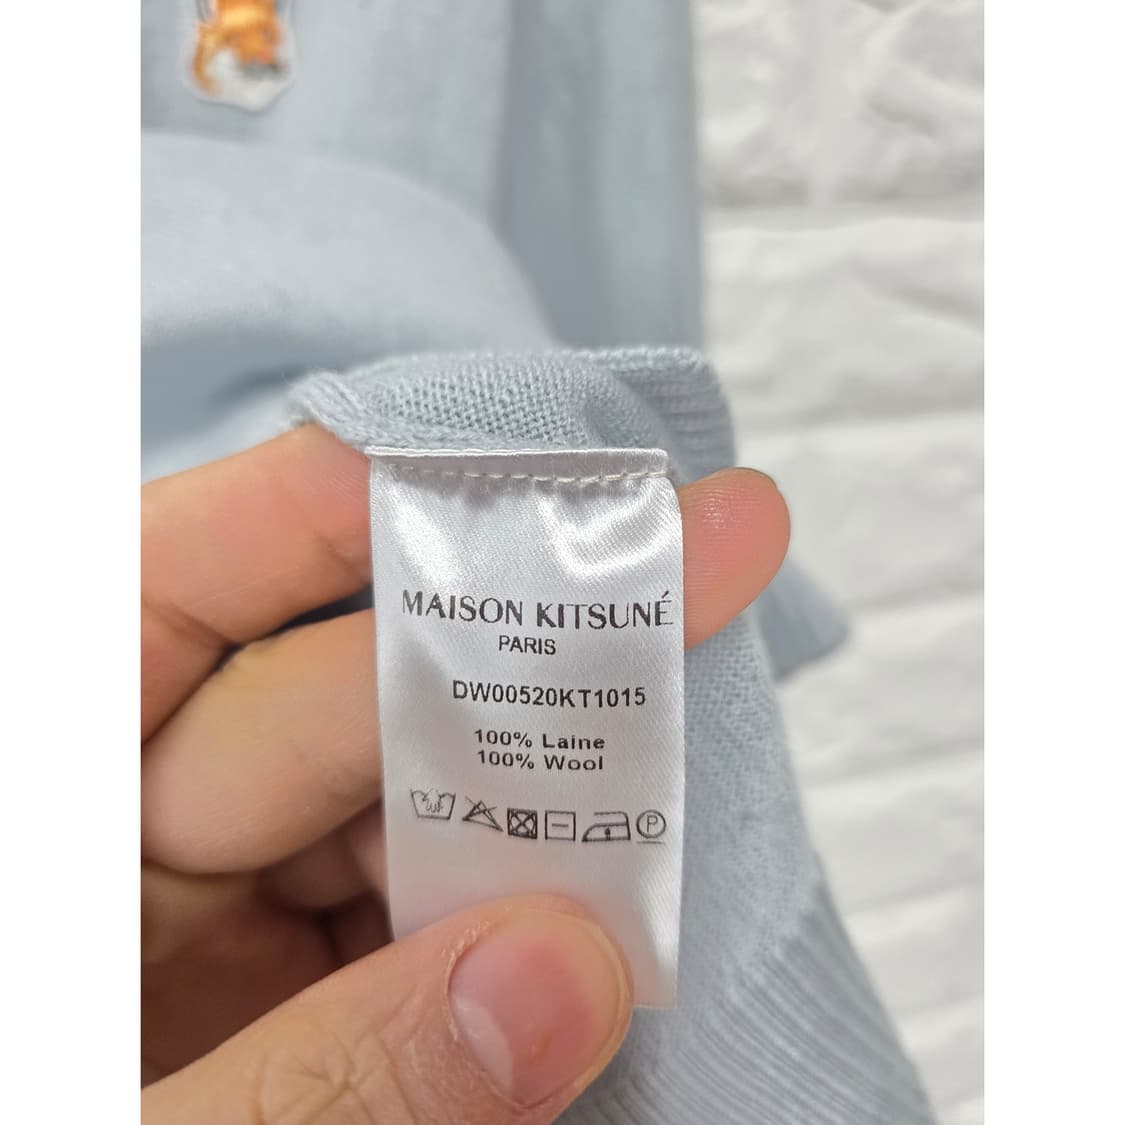 MAISON KITSUNÉ
PARIS
DW00520KT1015
100% Laine
100% Wool
P